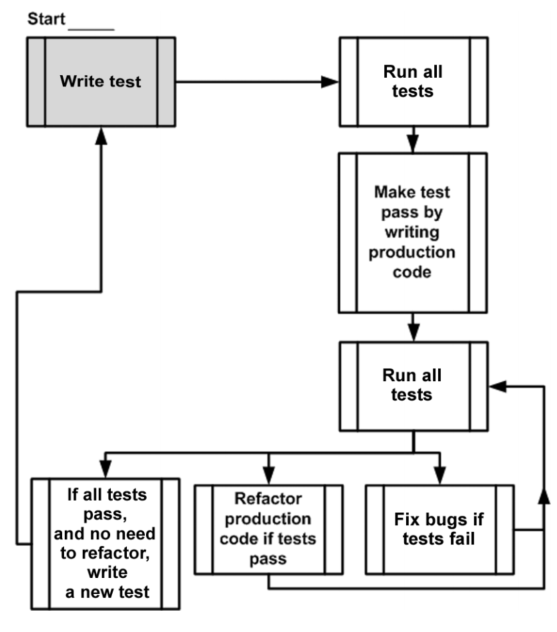 Start
Write test
Run all
tests
Make test
pass by
writing
production
code
Run all
tests
If all tests
pass,
and no need
to refactor,
write
a new test
Refactor
production
code if tests
pass
Fix bugs if
tests fail